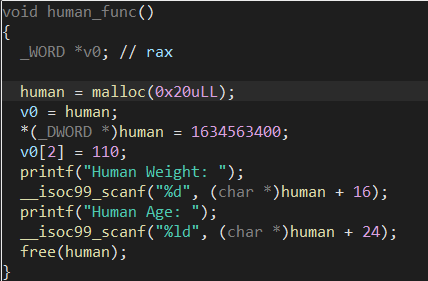 void human_func()
{
  _WORD *v0; // rax

  human = malloc(0x20uLL);
  v0 = human;
  *(_DWORD *)human = 1634563400;
  v0[2] = 110;
  printf("Human Weight: ");
  __isoc99_scanf("%d", (char *)human + 16);
  printf("Human Age: ");
  __isoc99_scanf("%ld", (char *)human + 24);
  free(human);
}